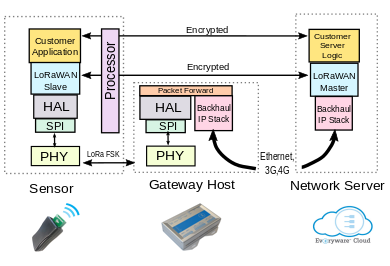 Customer
Application
LoRaWAN
Slave
HAL
SPI
PHY
Sensor
Processor
Encrypted
Encrypted
LoRa FSK
Packet Forward
HAL
SPI
PHY
Backhaul
IP Stack
Gateway Host
Ethernet,
3G,4G
Customer
Server
Logic
LoRaWAN
Master
Backhaul
IP Stack
Network Server
Everyware Cloud